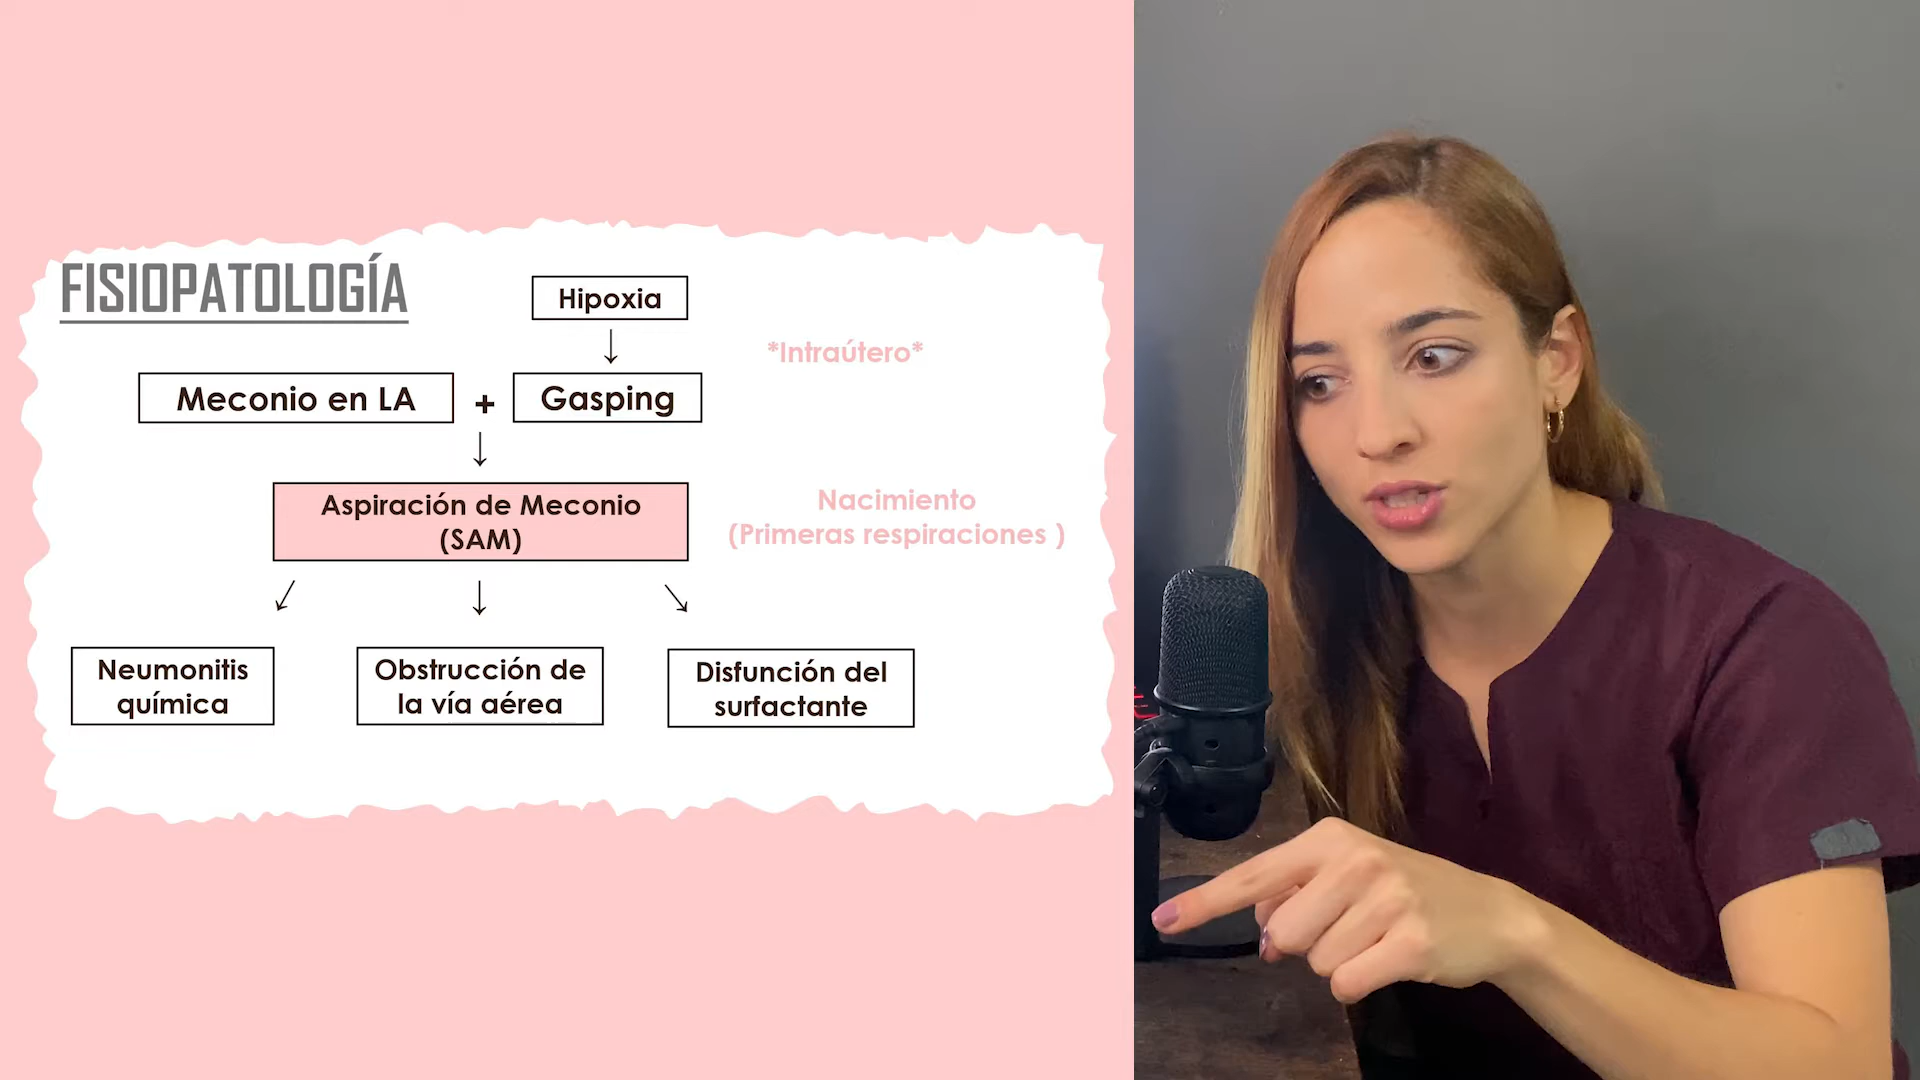 FISIOPATOLOGÍA
Hipoxia
*Intraútero*
Meconio en LA
+
Gasping
Aspiración de Meconio
(SAM)
Nacimiento
(Primeras respiraciones )
Neumonitis
química
Obstrucción de
la vía aérea
Disfunción del
surfactante